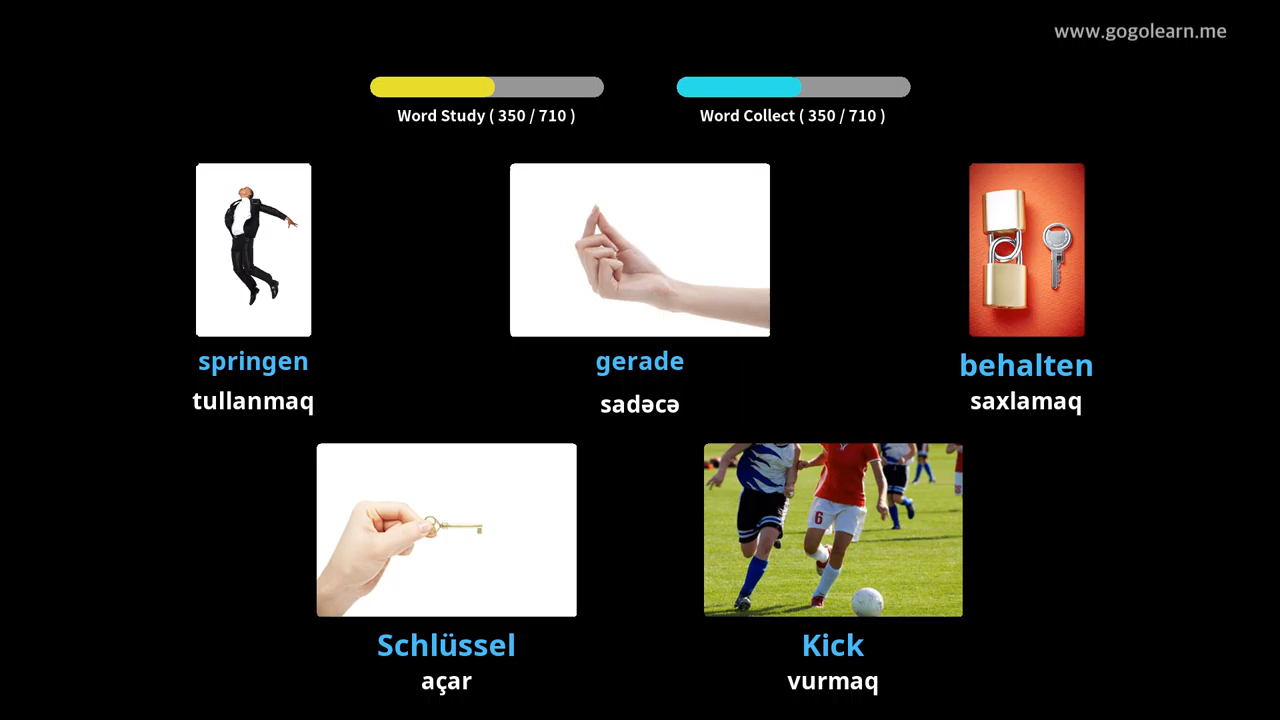 www.gogolearn.me
Word Study ( 350 / 710 )
Word Collect ( 350 / 710 )
springen
tullanmaq
gerade
sadəcə
behalten
saxlamaq
6
Schlüssel
açar
Kick
vurmaq